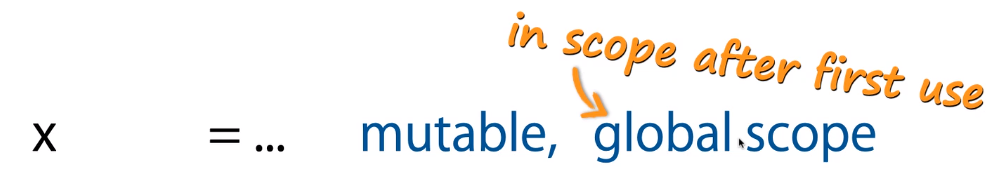 in scope after first use
x = ... mutable, global scope